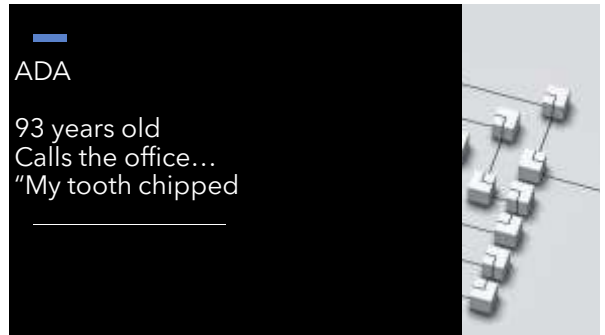 ADA
93 years old
Calls the office…
“My tooth chipped